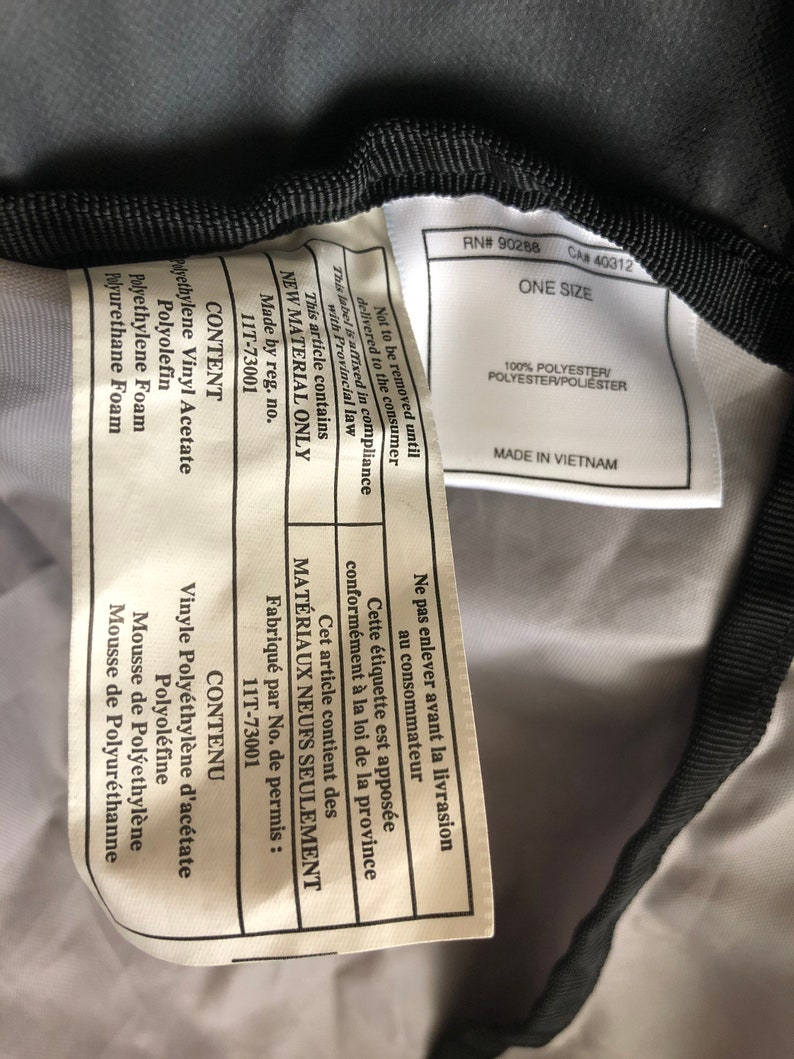 RN# 90288 CA# 40312
ONE SIZE
100% POLYESTER/
POLYESTER/POLIÉSTER
MADE IN VIETNAM
Not to be removed until
delivered to the consumer
This label is affixed in compliance
with Provincial law
This article contains
NEW MATERIAL ONLY
Made by reg. no.
11T-73001
CONTENT
Polyethylene Vinyl Acetate
Polyolefin
Polyethylene Foam
Polyurethane Foam
Ne pas enlever avant la livrasion
au consommateur
Cette étiquette est apposée
conformément à la loi de la province
Cet article contient des
MATÉRIAUX NEUFS SEULEMENT
Fabriqué par No. de permis :
11T-73001
CONTENU
Vinyle Polyéthylène d'acétate
Polyoléfine
Mousse de Polyéthylène
Mousse de Polyuréthanne